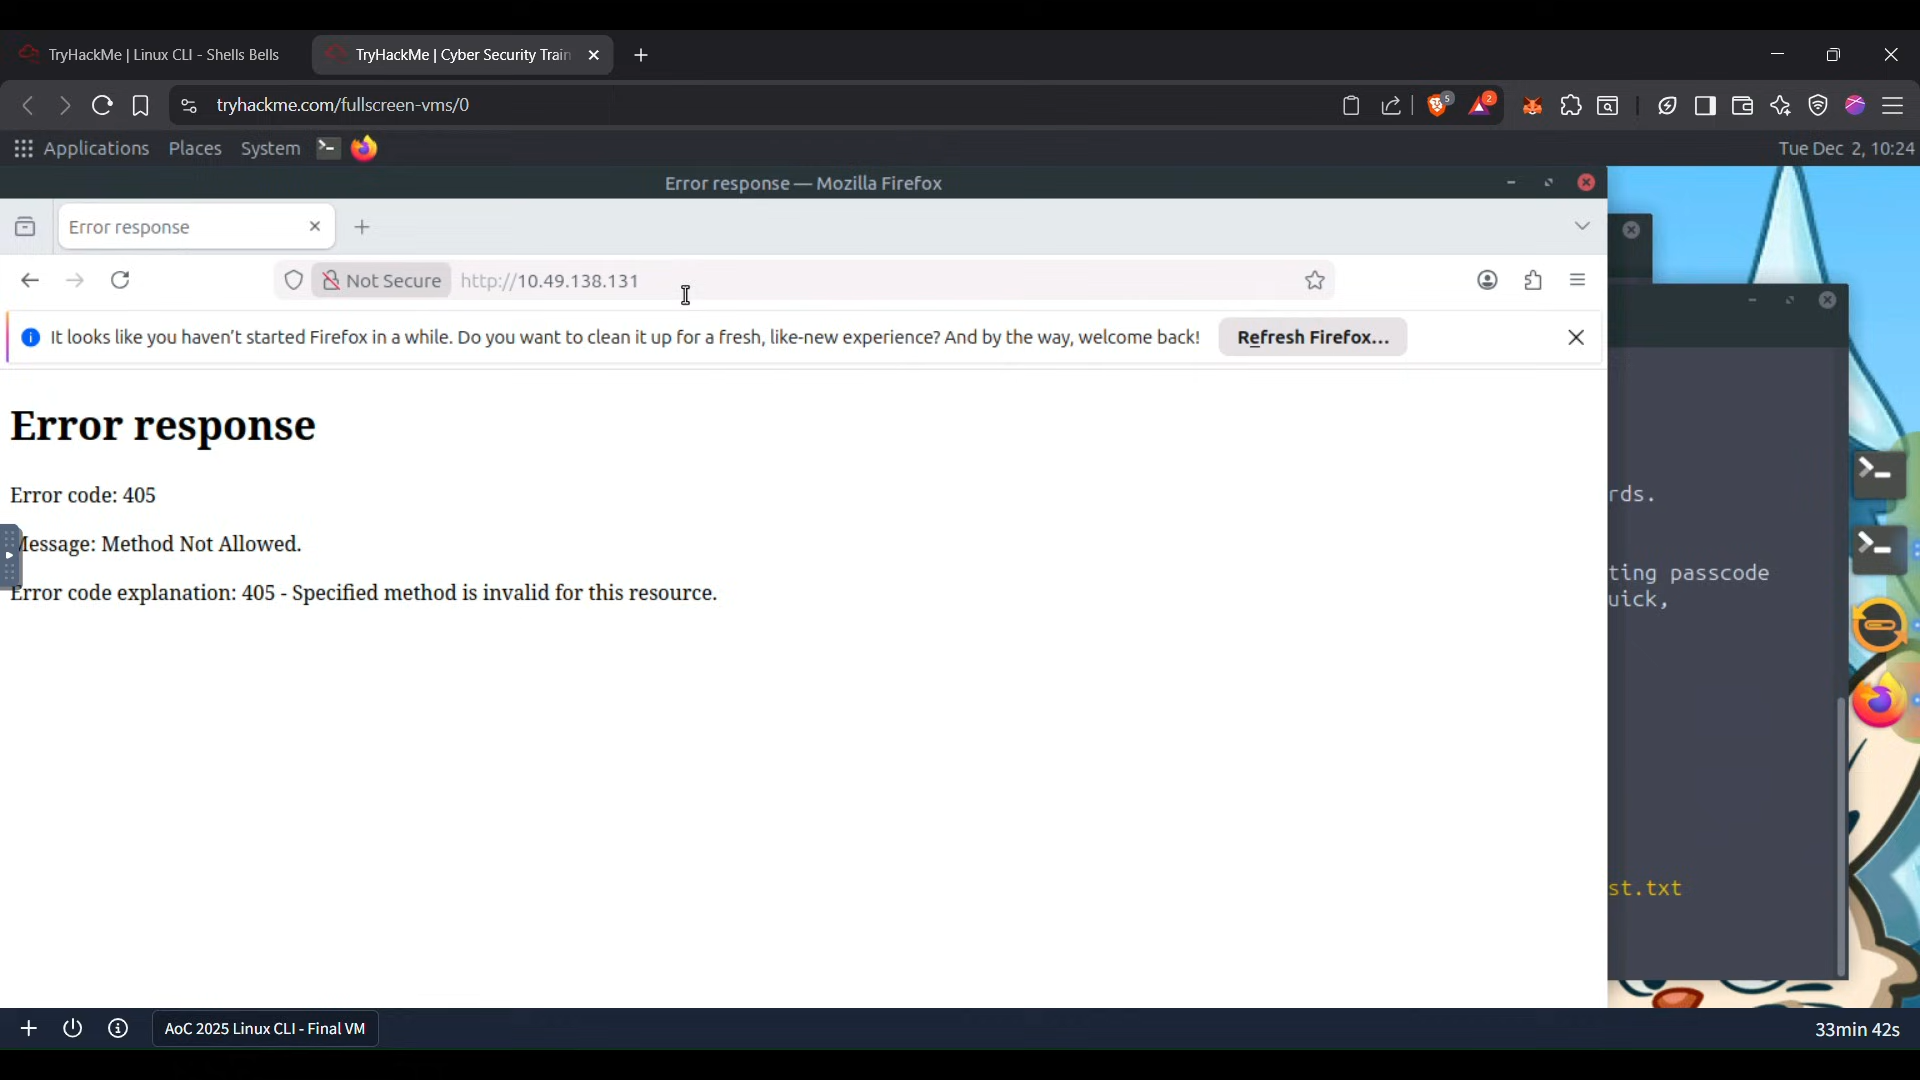 TryHackMe | Linux CLI - Shells Bells
TryHackMe | Cyber Security Train
tryhackme.com/fullscreen-vms/0
5
2
Applications Places System
Tue Dec 2, 10:24
Error response — Mozilla Firefox
Error response
Not Secure http://10.49.138.131
It looks like you haven't started Firefox in a while. Do you want to clean it up for a fresh, like-new experience? And by the way, welcome back!
Refresh Firefox...
Error response
Error code: 405
Message: Method Not Allowed.
Error code explanation: 405 - Specified method is invalid for this resource.
rds.
ting passcode
uick,
st.txt
AoC 2025 Linux CLI - Final VM
33min 42s